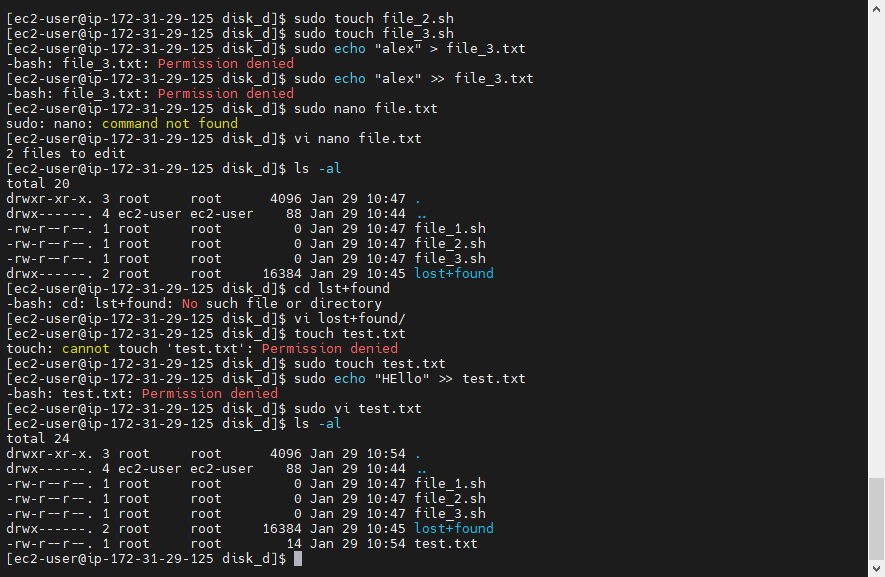 [ec2-user@ip-172-31-29-125 disk_d]$ sudo touch file_2.sh
[ec2-user@ip-172-31-29-125 disk_d]$ sudo touch file_3.sh
[ec2-user@ip-172-31-29-125 disk_d]$ sudo echo "alex" > file_3.txt
-bash: file_3.txt: Permission denied
[ec2-user@ip-172-31-29-125 disk_d]$ sudo echo "alex" >> file_3.txt
-bash: file_3.txt: Permission denied
[ec2-user@ip-172-31-29-125 disk_d]$ sudo nano file.txt
sudo: nano: command not found
[ec2-user@ip-172-31-29-125 disk_d]$ vi nano file.txt
2 files to edit
[ec2-user@ip-172-31-29-125 disk_d]$ ls -al
total 20
drwxr-xr-x. 3 root     root      4096 Jan 29 10:47 .
drwx------. 4 ec2-user ec2-user    88 Jan 29 10:44 ..
-rw-r--r--. 1 root     root         0 Jan 29 10:47 file_1.sh
-rw-r--r--. 1 root     root         0 Jan 29 10:47 file_2.sh
-rw-r--r--. 1 root     root         0 Jan 29 10:47 file_3.sh
drwx------. 2 root     root     16384 Jan 29 10:45 lost+found
[ec2-user@ip-172-31-29-125 disk_d]$ cd lst+found
-bash: cd: lst+found: No such file or directory
[ec2-user@ip-172-31-29-125 disk_d]$ vi lost+found/
[ec2-user@ip-172-31-29-125 disk_d]$ touch test.txt
touch: cannot touch 'test.txt': Permission denied
[ec2-user@ip-172-31-29-125 disk_d]$ sudo touch test.txt
[ec2-user@ip-172-31-29-125 disk_d]$ sudo echo "HEllo" >> test.txt
-bash: test.txt: Permission denied
[ec2-user@ip-172-31-29-125 disk_d]$ sudo vi test.txt
[ec2-user@ip-172-31-29-125 disk_d]$ ls -al
total 24
drwxr-xr-x. 3 root     root      4096 Jan 29 10:54 .
drwx------. 4 ec2-user ec2-user    88 Jan 29 10:44 ..
-rw-r--r--. 1 root     root         0 Jan 29 10:47 file_1.sh
-rw-r--r--. 1 root     root         0 Jan 29 10:47 file_2.sh
-rw-r--r--. 1 root     root         0 Jan 29 10:47 file_3.sh
drwx------. 2 root     root     16384 Jan 29 10:45 lost+found
-rw-r--r--. 1 root     root        14 Jan 29 10:54 test.txt
[ec2-user@ip-172-31-29-125 disk_d]$